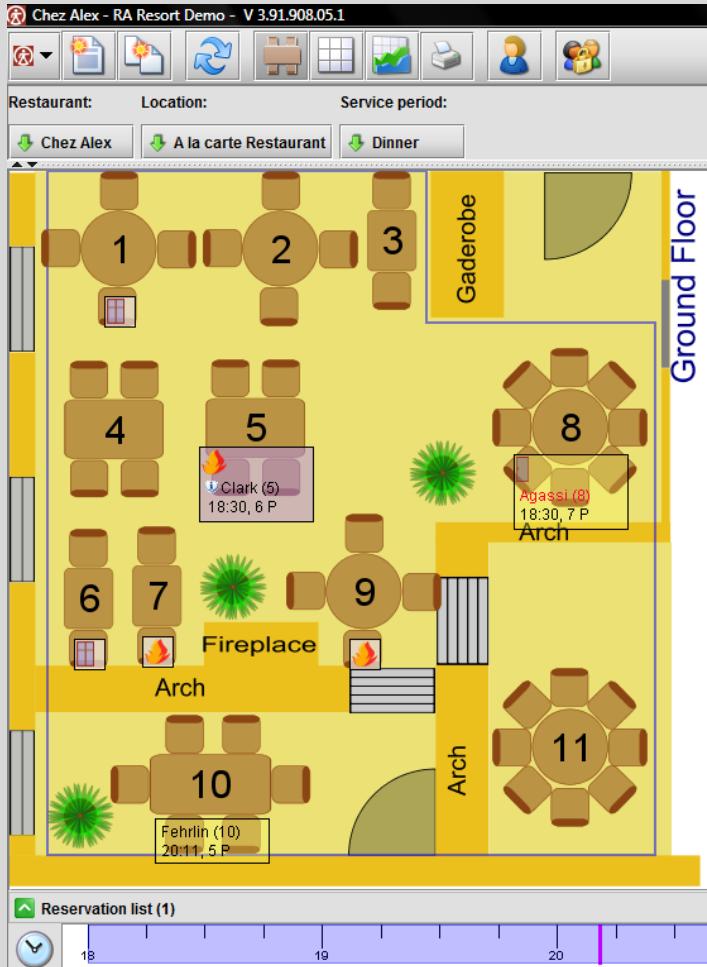 Chez Alex - RA Resort Demo - V 3.91.908.05.1
Restaurant: Location: Service period:
Chez Alex A la carte Restaurant Dinner
Gaderobe
Ground Floor
1 2 3
4 5 8
Clark (5)
18:30, 6 P
Agassi (8)
18:30, 7 P
Arch
6 7 9
Fireplace
Arch
Arch
10 11
Fehrlin (10)
20:11, 5 P
Reservation list (1)
18 19 20